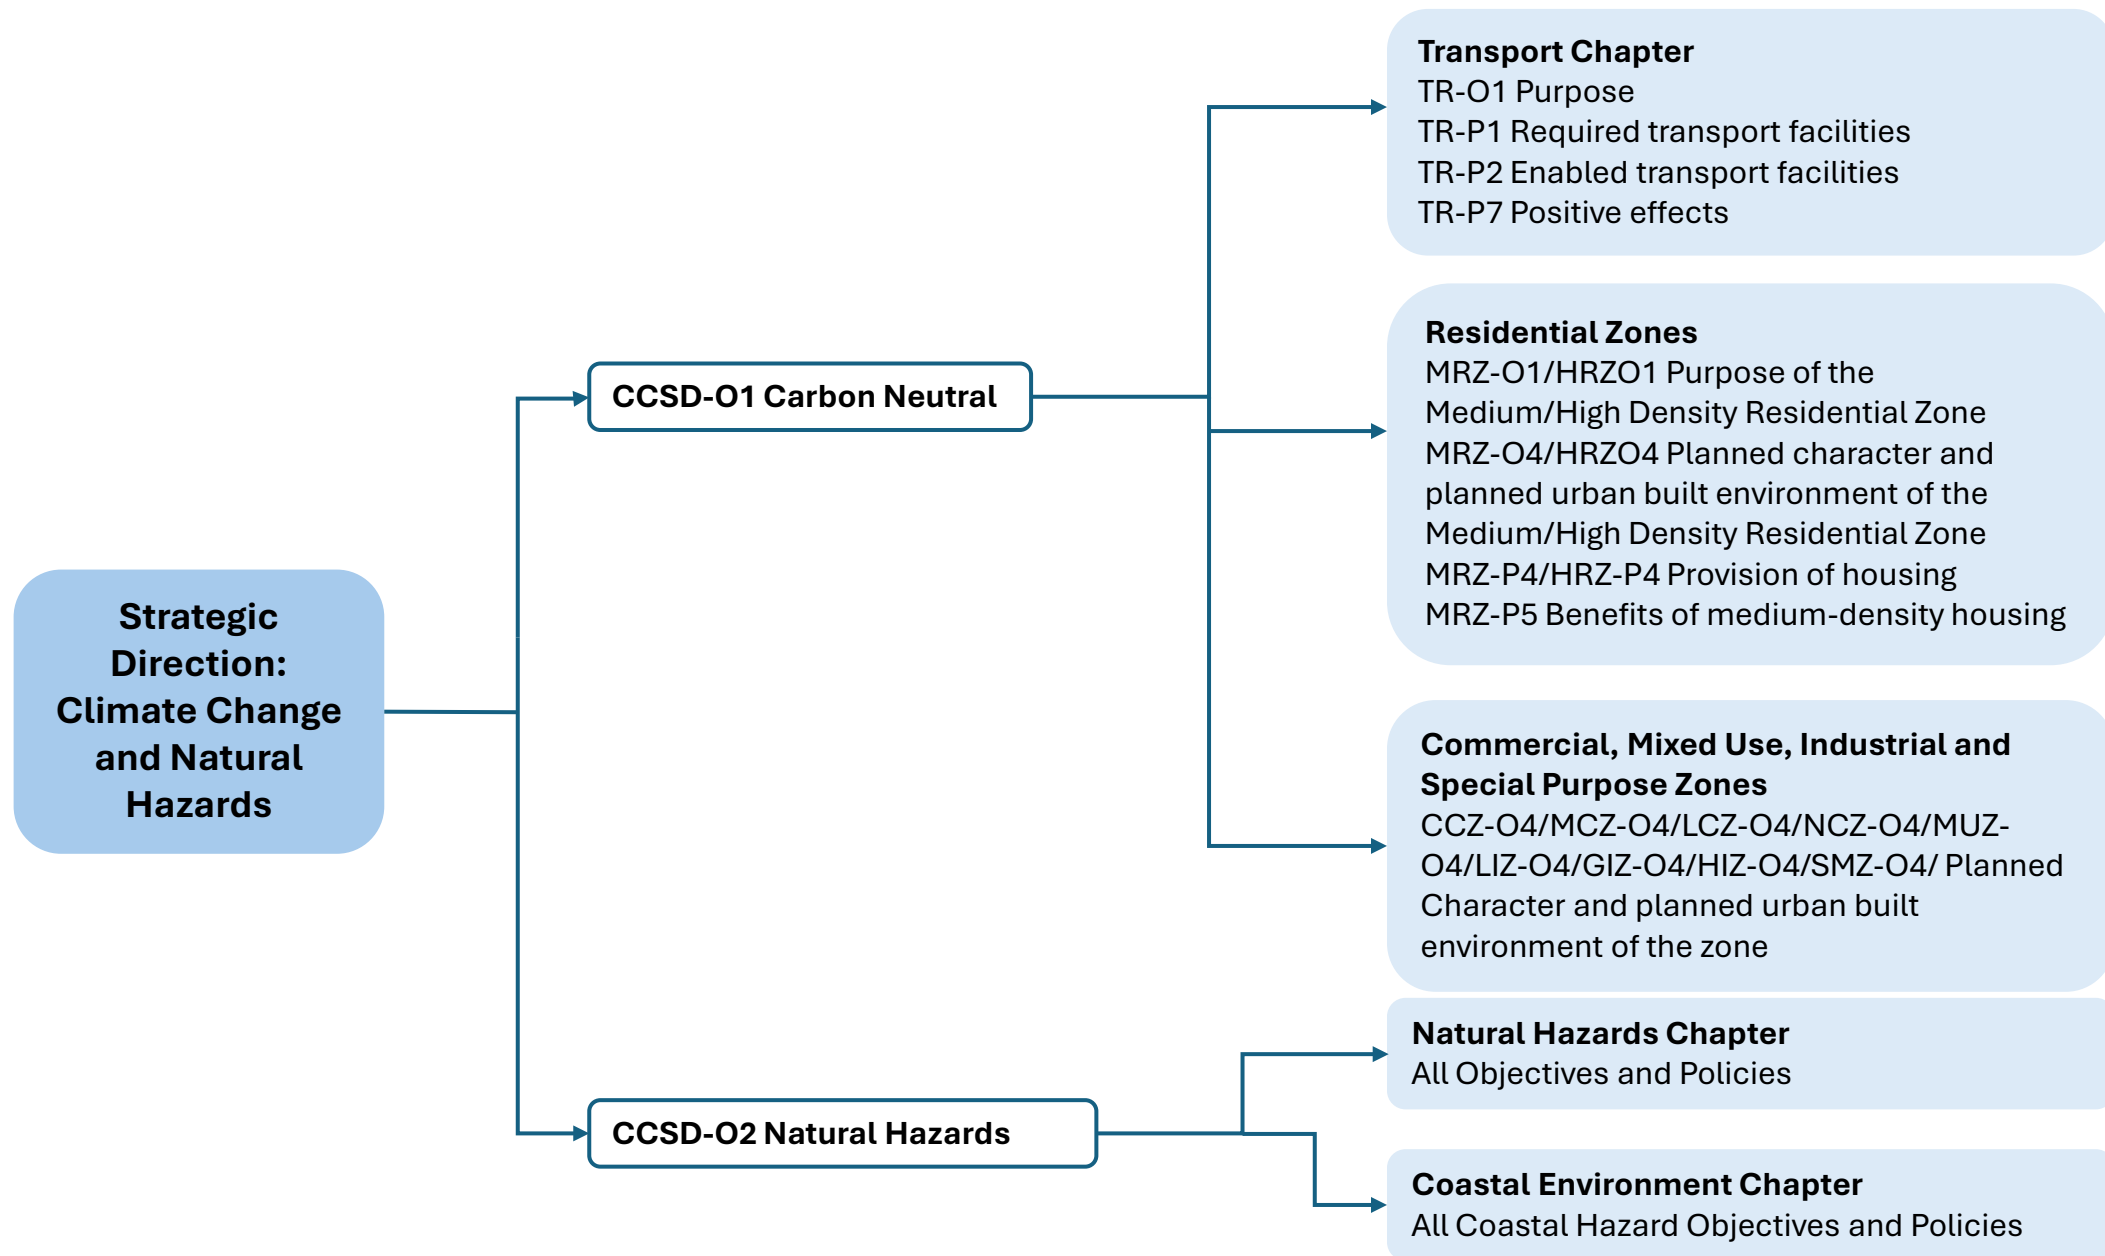 Strategic
Direction:
Climate Change
and Natural
Hazards
CCSD-O1 Carbon Neutral
CCSD-O2 Natural Hazards
Transport Chapter
TR-O1 Purpose
TR-P1 Required transport facilities
TR-P2 Enabled transport facilities
TR-P7 Positive effects
Residential Zones
MRZ-O1/HRZO1 Purpose of the
Medium/High Density Residential Zone
MRZ-O4/HRZO4 Planned character and
planned urban built environment of the
Medium/High Density Residential Zone
MRZ-P4/HRZ-P4 Provision of housing
MRZ-P5 Benefits of medium-density housing
Commercial, Mixed Use, Industrial and
Special Purpose Zones
CCZ-O4/MCZ-O4/LCZ-O4/NCZ-O4/MUZ-
O4/LIZ-O4/GIZ-O4/HIZ-O4/SMZ-O4/ Planned
Character and planned urban built
environment of the zone
Natural Hazards Chapter
All Objectives and Policies
Coastal Environment Chapter
All Coastal Hazard Objectives and Policies